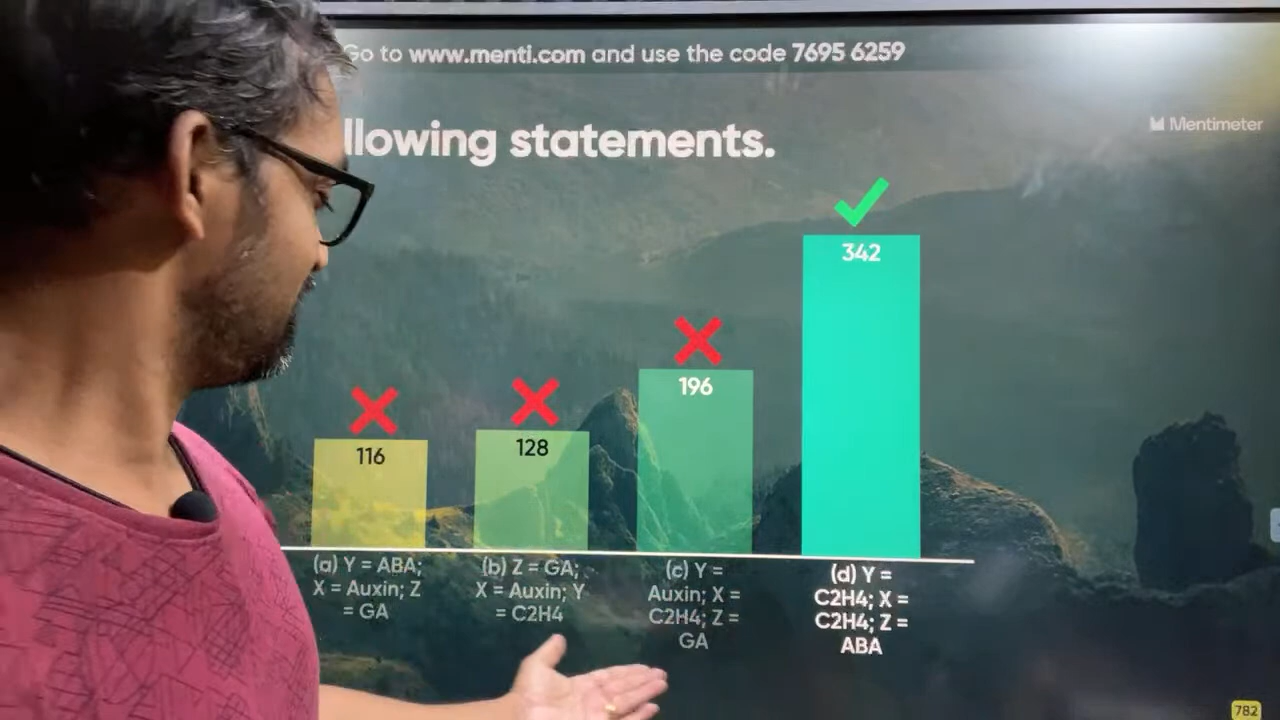 Go to www.menti.com and use the code 7695 6259
llowing statements.
Mentimeter
342
196
128
116
(a) Y = ABA;
X = Auxin; Z
= GA
(b) Z = GA;
X = Auxin; Y
= C2H4
(c) Y =
Auxin; X =
C2H4; Z =
GA
(d) Y =
C2H4; X =
C2H4; Z =
ABA
782